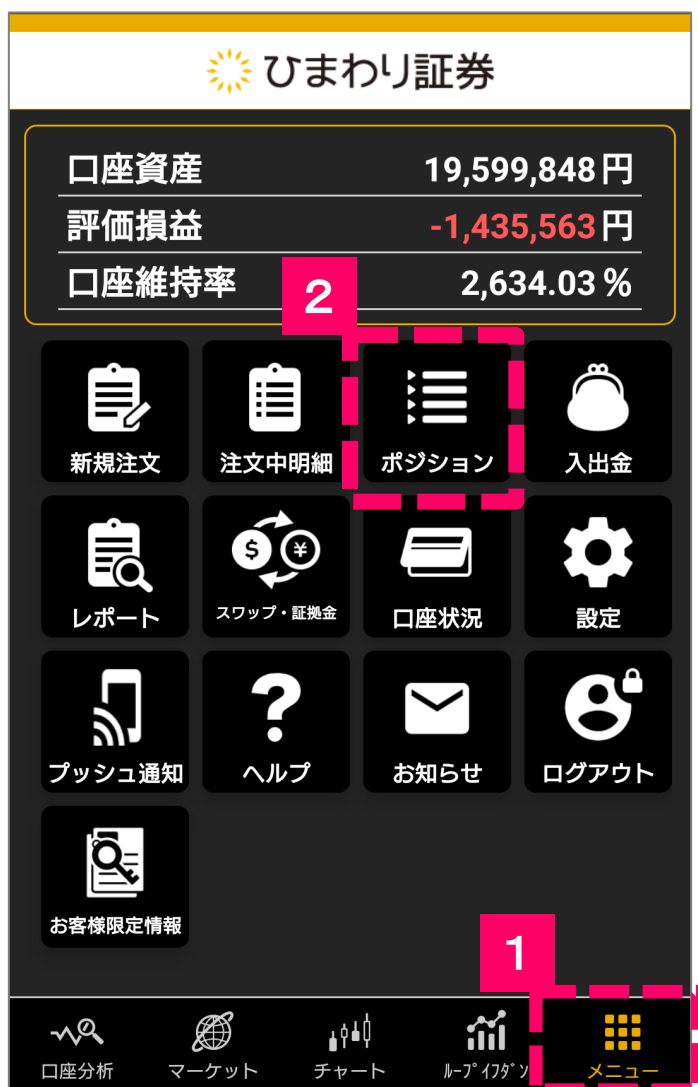 ひまわり証券
口座資産 19,599,848円
評価損益 -1,435,563円
口座維持率 2,634.03%
2
新規注文 注文中明細 ポジション 入出金
$ ¥
レポート スワップ・証拠金 口座状況 設定
?
プッシュ通知 ヘルプ お知らせ ログアウト
お客様限定情報
1
口座分析 マーケット チャート ﾙｰﾌﾟｲﾌﾀﾞﾝ メニュー